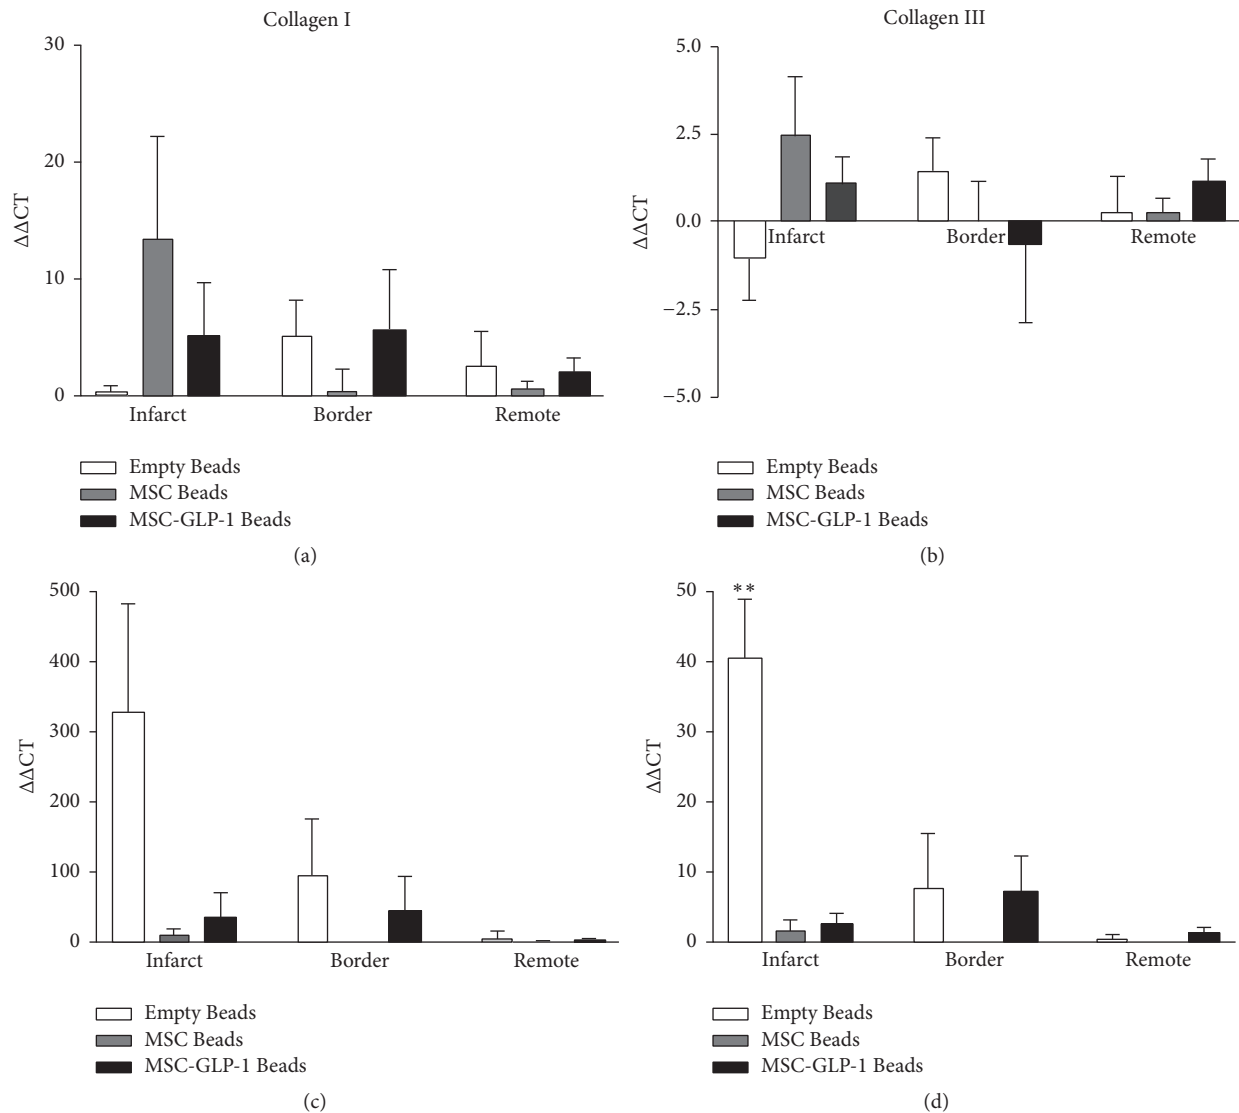 Collagen I
30
20
10
0
ΔΔCT
Infarct Border Remote
Empty Beads
MSC Beads
MSC-GLP-1 Beads
(a)
Collagen III
5.0
2.5
0.0
−2.5
−5.0
ΔΔCT
Infarct Border Remote
Empty Beads
MSC Beads
MSC-GLP-1 Beads
(b)
500
400
300
200
100
0
ΔΔCT
Infarct Border Remote
Empty Beads
MSC Beads
MSC-GLP-1 Beads
(c)
**
50
40
30
20
10
0
ΔΔCT
Infarct Border Remote
Empty Beads
MSC Beads
MSC-GLP-1 Beads
(d)